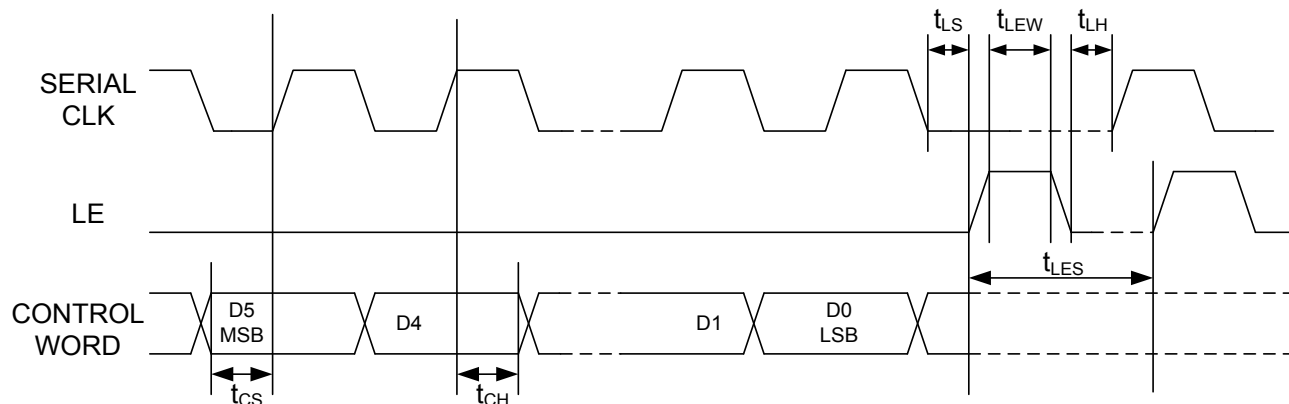 tLS tLEW tLH
SERIAL
CLK
LE
tLES
CONTROL
WORD
D5
MSB
D4
D1
D0
LSB
tCS
tCH